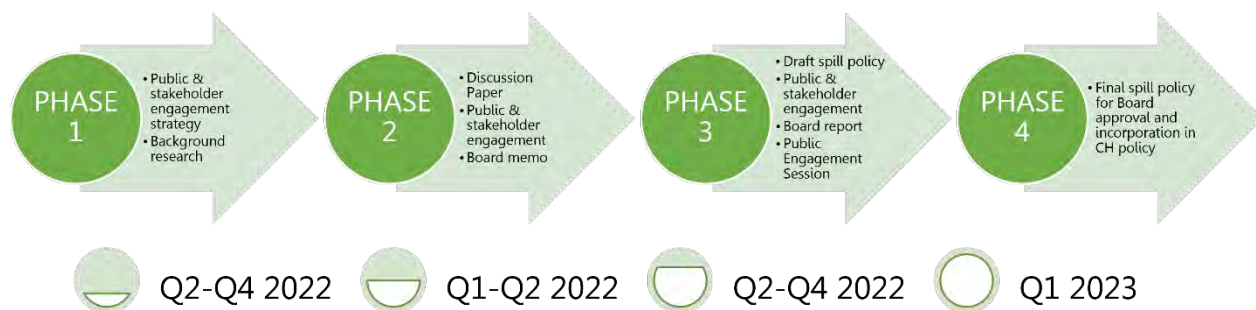 PHASE
1
• Public &
stakeholder
engagement
strategy
• Background
research
PHASE
2
• Discussion
Paper
• Public &
stakeholder
engagement
• Board memo
PHASE
3
• Draft spill policy
• Public &
stakeholder
engagement
• Board report
• Public
Engagement
Session
PHASE
4
• Final spill policy
for Board
approval and
incorporation in
CH policy
Q2-Q4 2022
Q1-Q2 2022
Q2-Q4 2022
Q1 2023